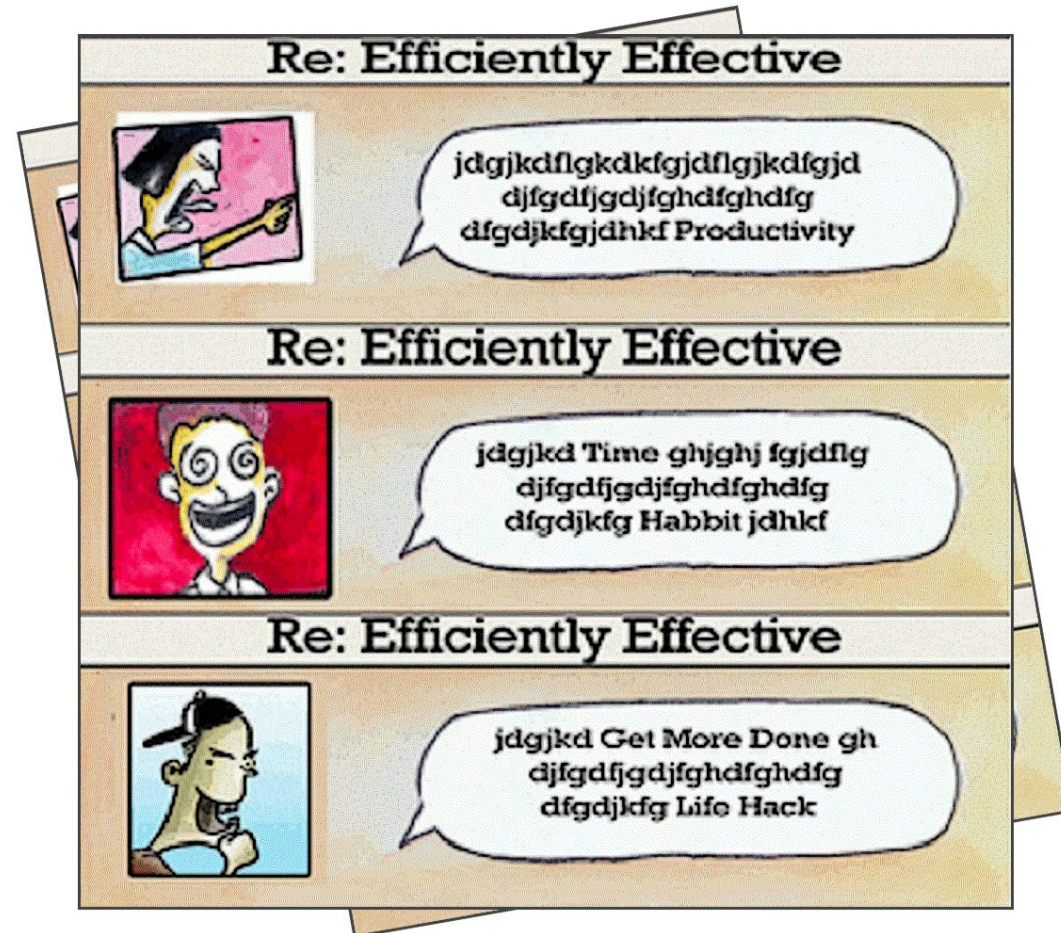 Re: Efficiently Effective
jdgjkdflgkdkfgjdflgjkdfgjd
djfgdfjgdjfghdfghdfg
dfgdjkfgjdhkf Productivity
Re: Efficiently Effective
jdgjkd Time ghjghj fgjdflg
djfgdfjgdjfghdfghdfg
dfgdjkfg Habbit jdhkf
Re: Efficiently Effective
jdgjkd Get More Done gh
djfgdfjgdjfghdfghdfg
dfgdjkfg Life Hack